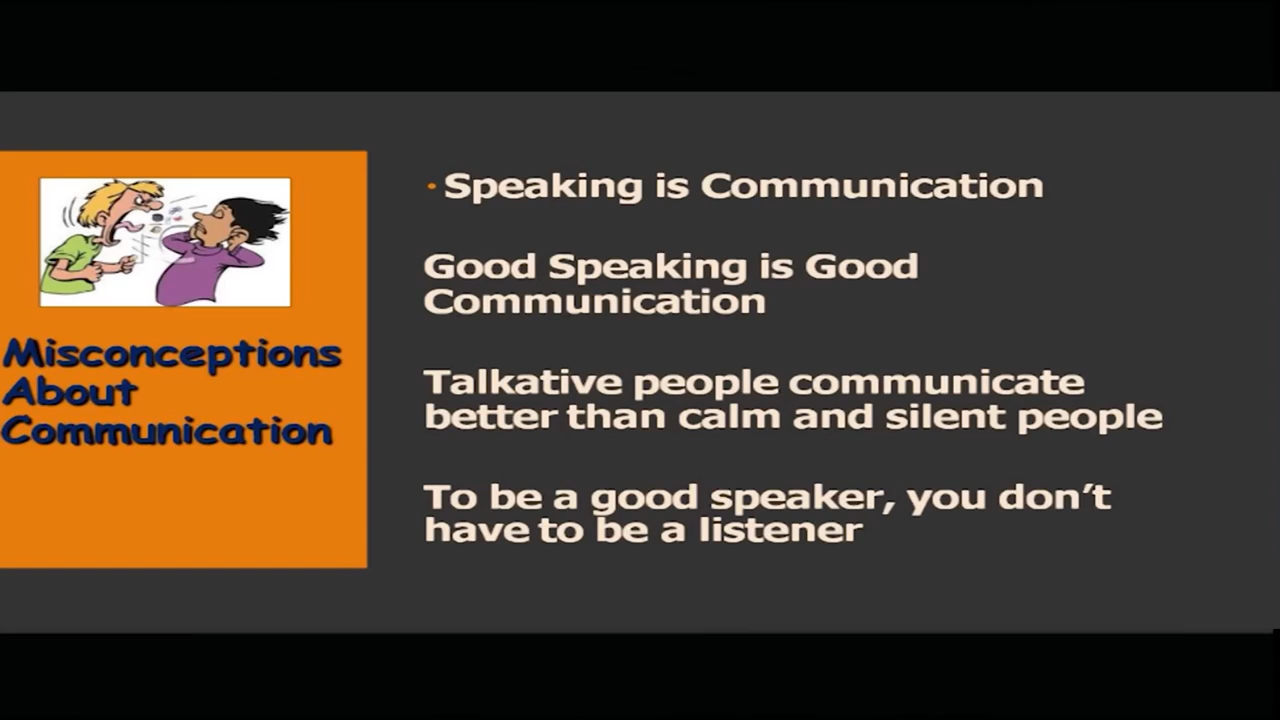 Misconceptions
About
Communication
• Speaking is Communication
Good Speaking is Good
Communication
Talkative people communicate
better than calm and silent people
To be a good speaker, you don’t
have to be a listener